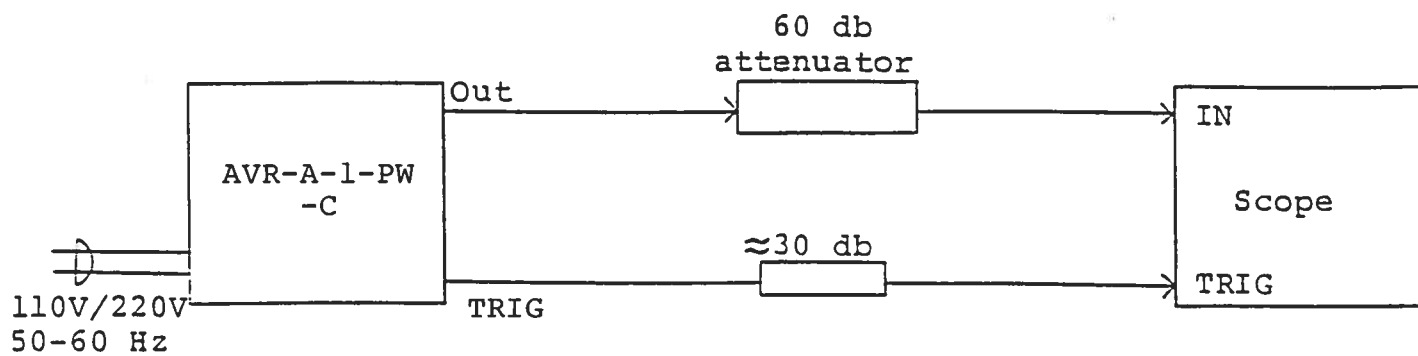 60 db
attenuator
Out
IN
AVR-A-1-PW
-C
Scope
≈30 db
TRIG
TRIG
110V/220V
50-60 Hz